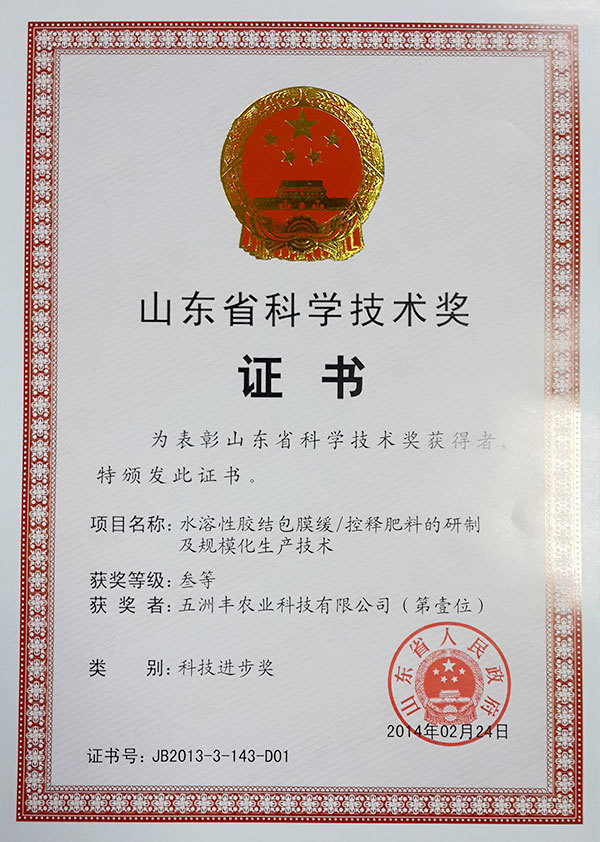 山东省科学技术奖
证书
为表彰山东省科学技术奖获得者,
特颁发此证书。
项目名称: 水溶性胶结包膜缓/控释肥料的研制
及规模化生产技术
获奖等级: 叁等
获奖者: 五洲丰农业科技有限公司（第壹位）
类别: 科技进步奖
山东省人民政府
2014年02月24日
证书号: JB2013-3-143-D01